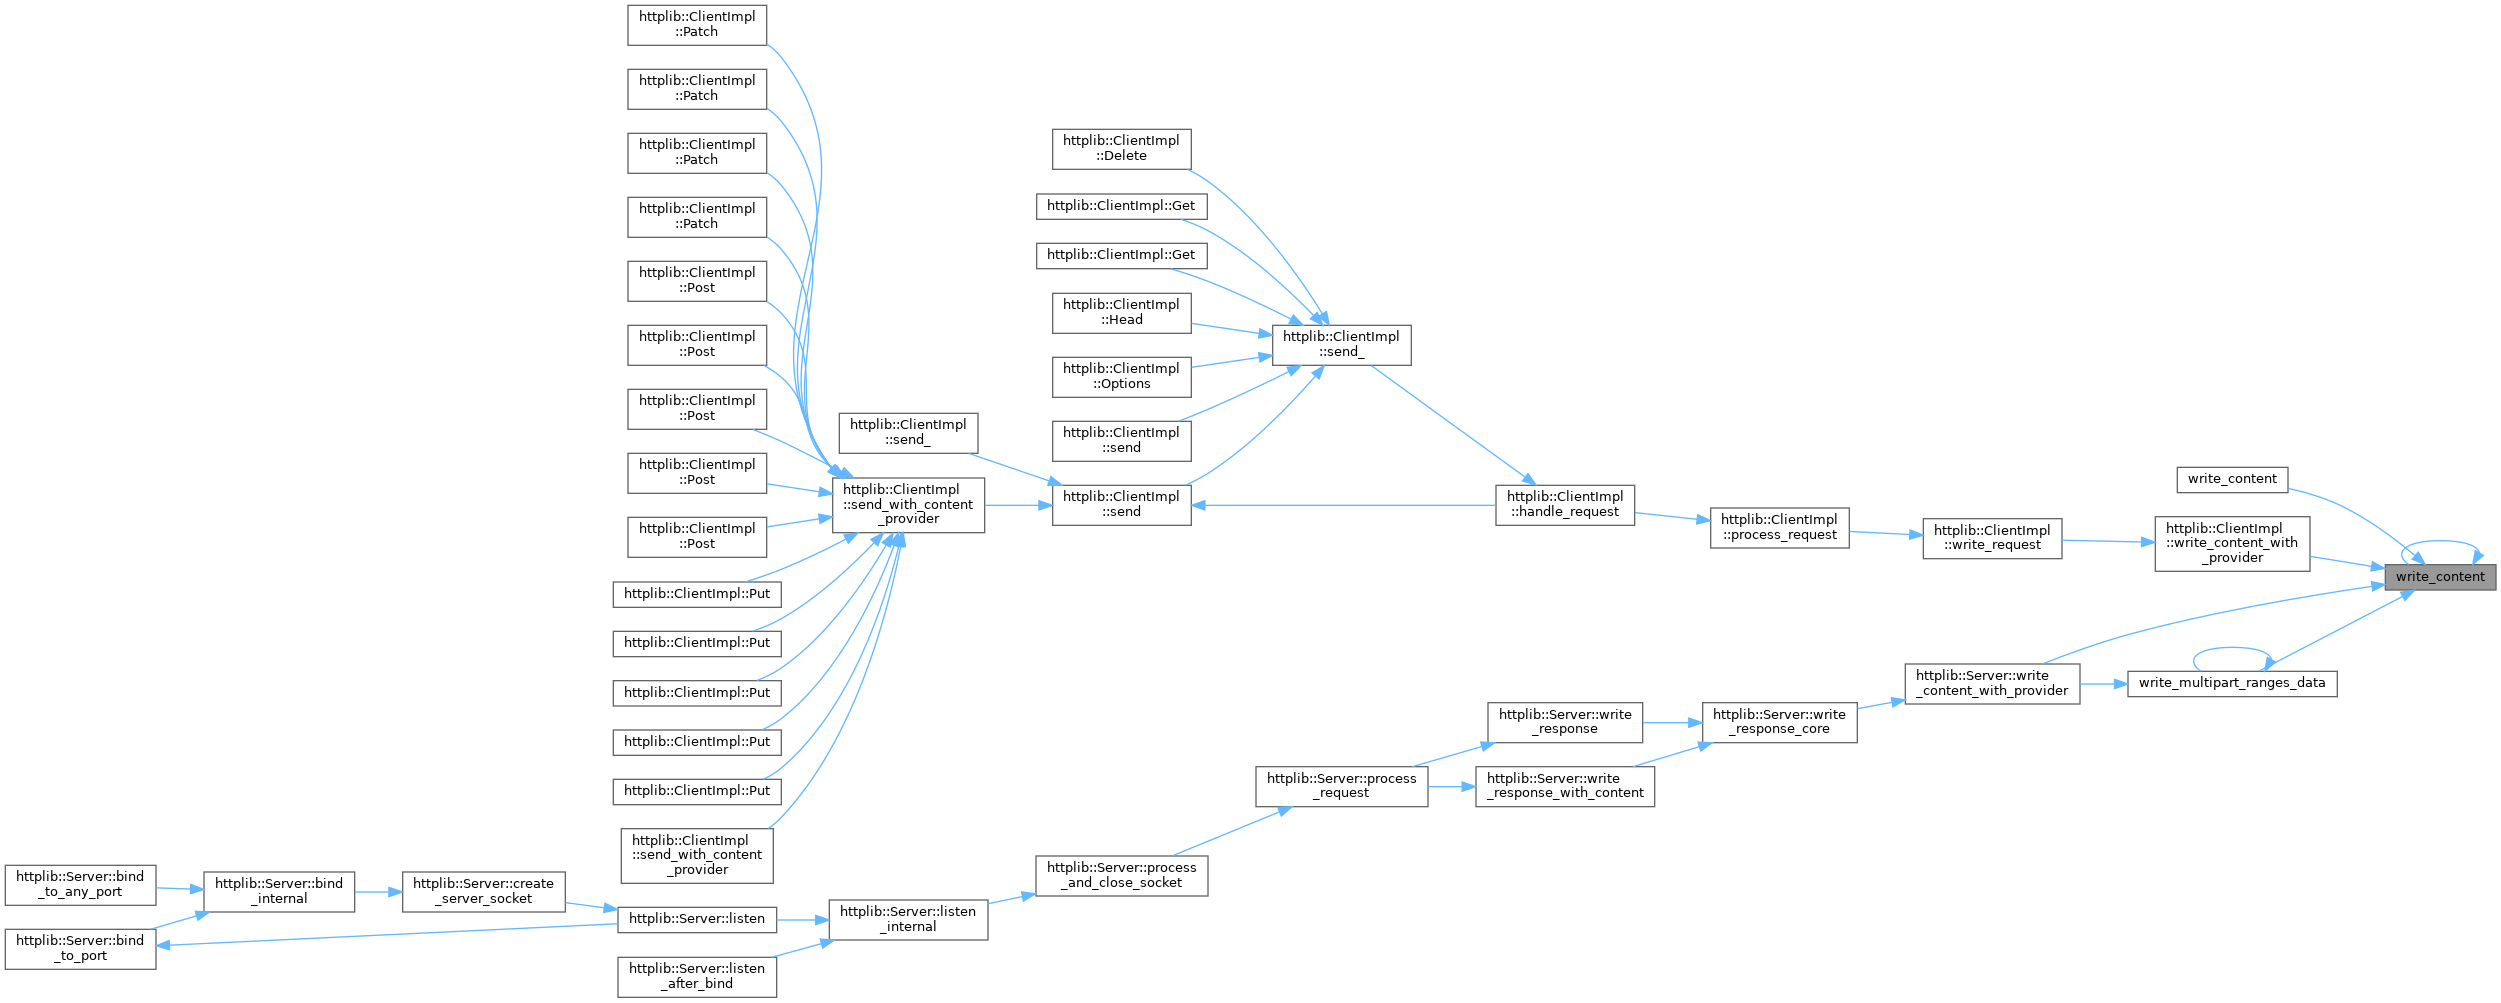 httplib::ClientImpl
::Patch
httplib::ClientImpl
::Patch
httplib::ClientImpl
::Patch
httplib::ClientImpl
::Patch
httplib::ClientImpl
::Post
httplib::ClientImpl
::Post
httplib::ClientImpl
::Post
httplib::ClientImpl
::Post
httplib::ClientImpl
::Post
httplib::ClientImpl::Put
httplib::ClientImpl::Put
httplib::ClientImpl::Put
httplib::ClientImpl::Put
httplib::ClientImpl::Put
httplib::ClientImpl
::send_with_content
_provider
httplib::ClientImpl
::send_
httplib::ClientImpl
::send_with_content
_provider
httplib::ClientImpl
::Delete
httplib::ClientImpl::Get
httplib::ClientImpl::Get
httplib::ClientImpl
::Head
httplib::ClientImpl
::Options
httplib::ClientImpl
::send
httplib::ClientImpl
::send
httplib::ClientImpl
::send_
httplib::ClientImpl
::handle_request
httplib::ClientImpl
::process_request
httplib::ClientImpl
::write_request
write_content
httplib::ClientImpl
::write_content_with
_provider
write_content
httplib::Server::write
_content_with_provider
write_multipart_ranges_data
httplib::Server::write
_response
httplib::Server::write
_response_core
httplib::Server::process
_request
httplib::Server::write
_response_with_content
httplib::Server::process
_and_close_socket
httplib::Server::bind
_to_any_port
httplib::Server::bind
_internal
httplib::Server::create
_server_socket
httplib::Server::listen
httplib::Server::listen
_internal
httplib::Server::bind
_to_port
httplib::Server::listen
_after_bind